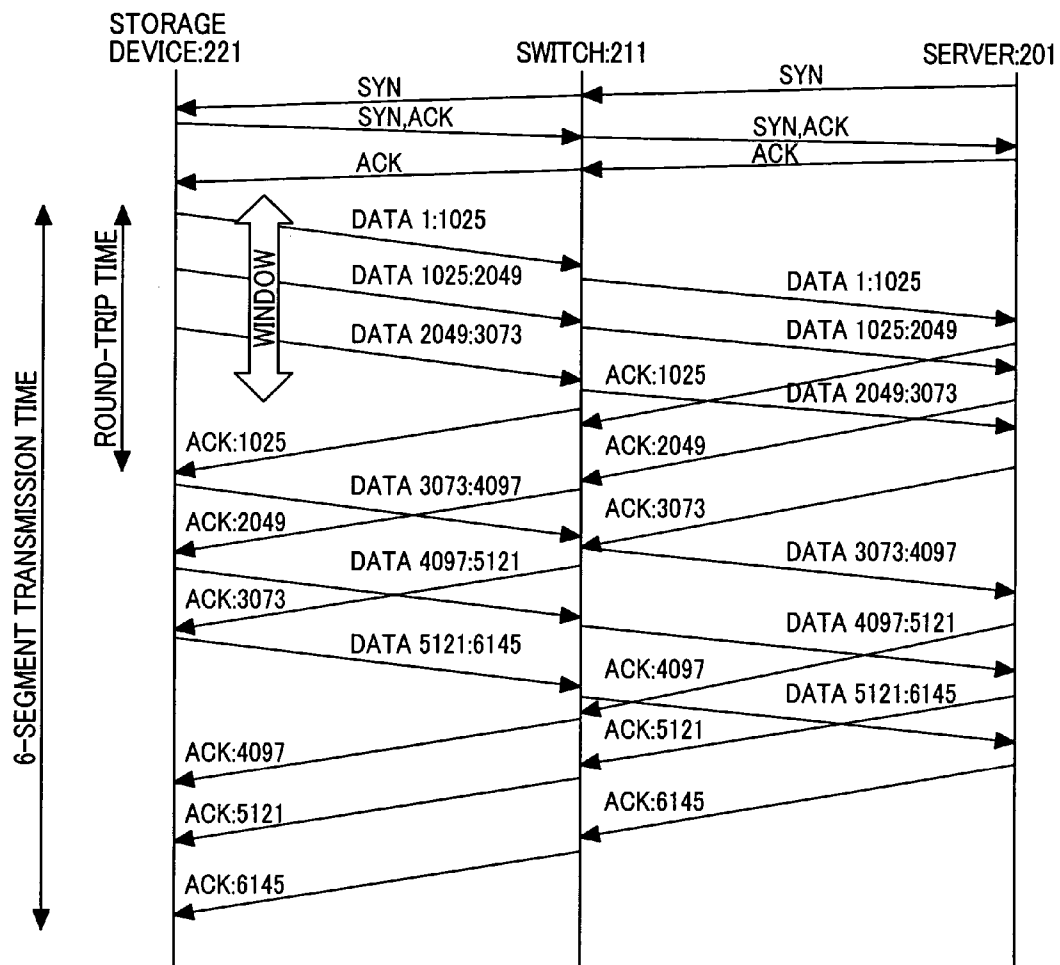 STORAGE
DEVICE:221
SWITCH:211
SERVER:201
SYN
SYN
SYN,ACK
SYN,ACK
ACK
ACK
DATA 1:1025
DATA 1025:2049
DATA 1:1025
DATA 2049:3073
DATA 1025:2049
WINDOW
ROUND-TRIP TIME
6-SEGMENT TRANSMISSION TIME
ACK:1025
DATA 2049:3073
ACK:1025
ACK:2049
DATA 3073:4097
ACK:2049
ACK:3073
DATA 4097:5121
DATA 3073:4097
ACK:3073
DATA 5121:6145
DATA 4097:5121
ACK:4097
DATA 5121:6145
ACK:4097
ACK:5121
ACK:5121
ACK:6145
ACK:6145